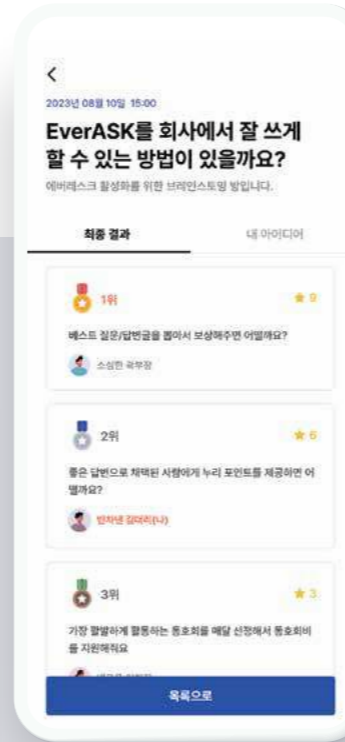 2023년 08월 10일 15:00
EverASK를 회사에서 잘 쓰게
할 수 있는 방법이 있을까요?
에버레스크 활성화를 위한 브레인스토밍 방입니다.
최종 결과 내 아이디어
1위 ★ 9
베스트 질문/답변글을 뽑아서 보상해주면 어떨까요?
소심한 곽부장
2위 ★ 6
좋은 답변으로 채택된 사람에게 누리 포인트를 제공하면 어
떨까요?
김대리(나)
3위 ★ 3
가장 활발하게 활동하는 동호회를 매달 선정해서 동호회비
를 지원해줘요
목록으로